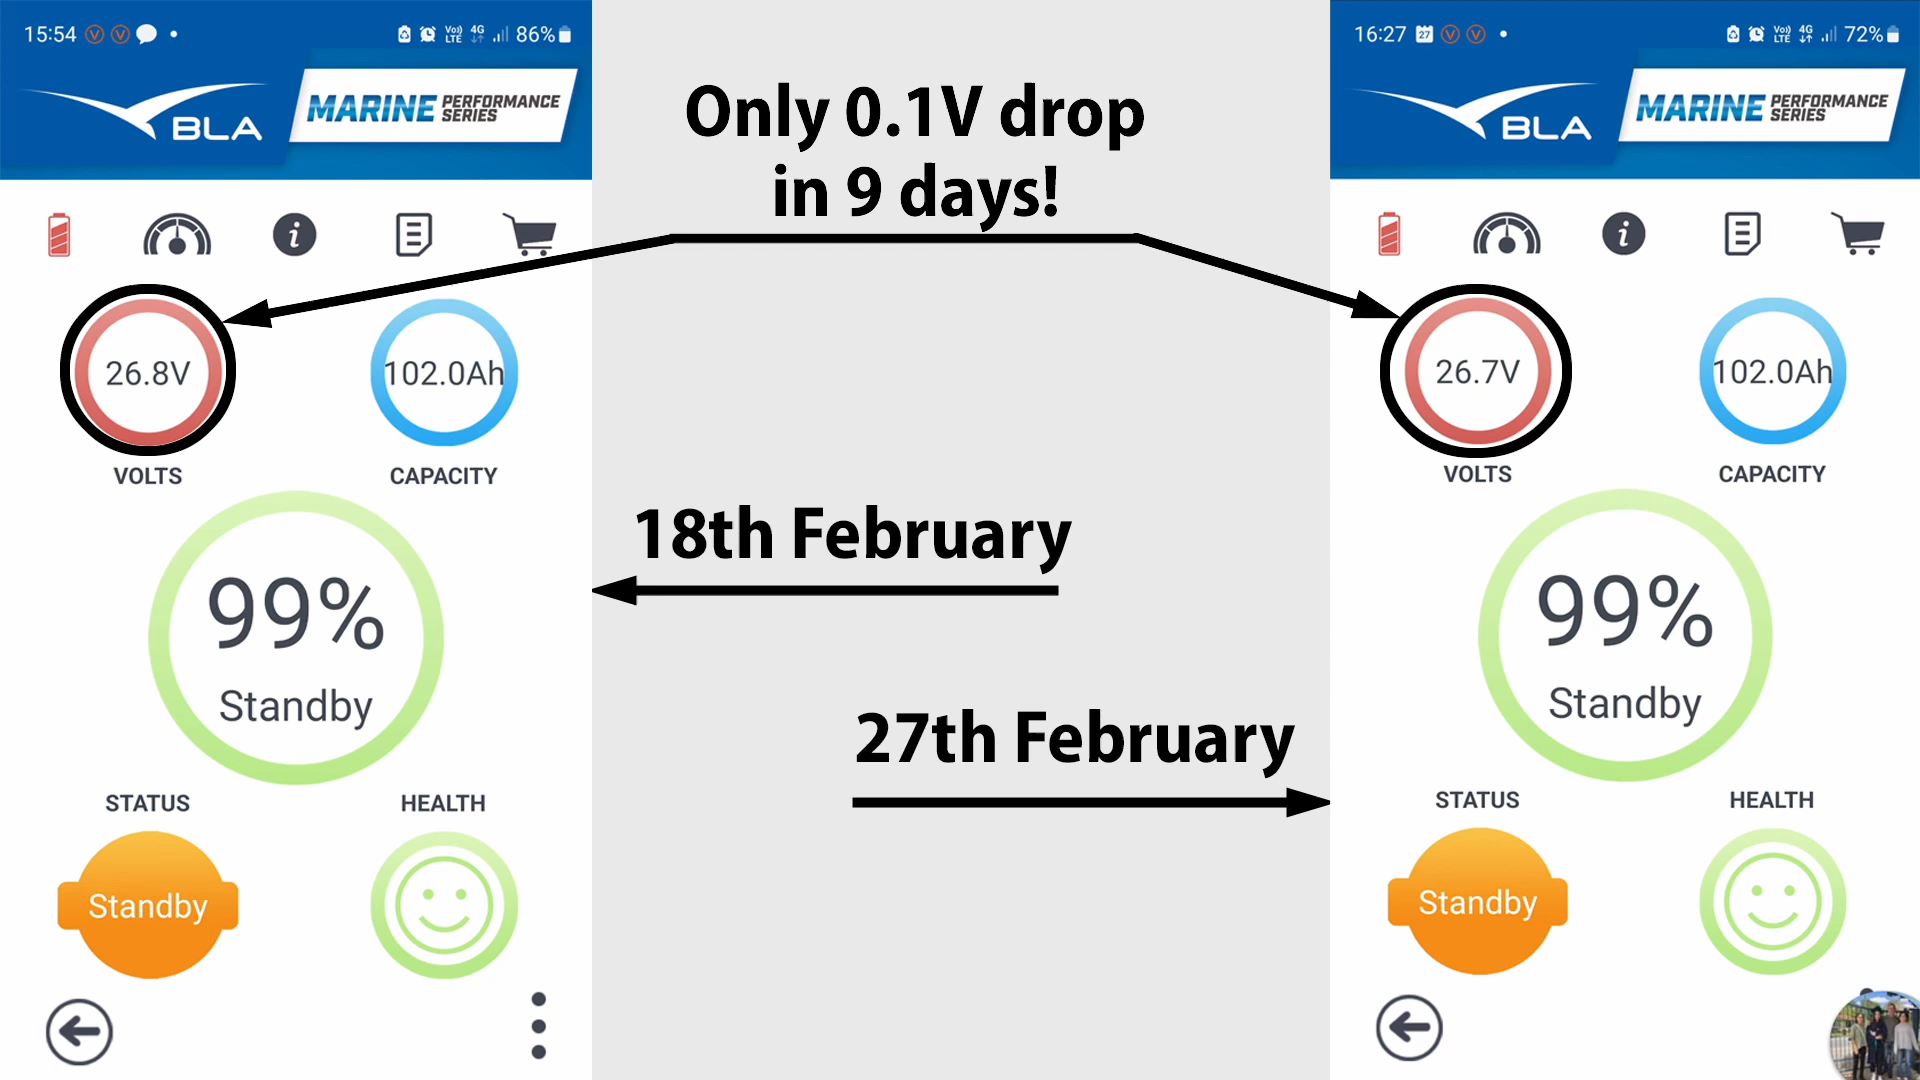 15:54
86%
BLA
MARINE PERFORMANCE SERIES
26.8V
102.0Ah
VOLTS
CAPACITY
99%
Standby
STATUS
HEALTH
Standby
Only 0.1V drop
in 9 days!
18th February
27th February
16:27
27
72%
BLA
MARINE PERFORMANCE SERIES
26.7V
102.0Ah
VOLTS
CAPACITY
99%
Standby
STATUS
HEALTH
Standby